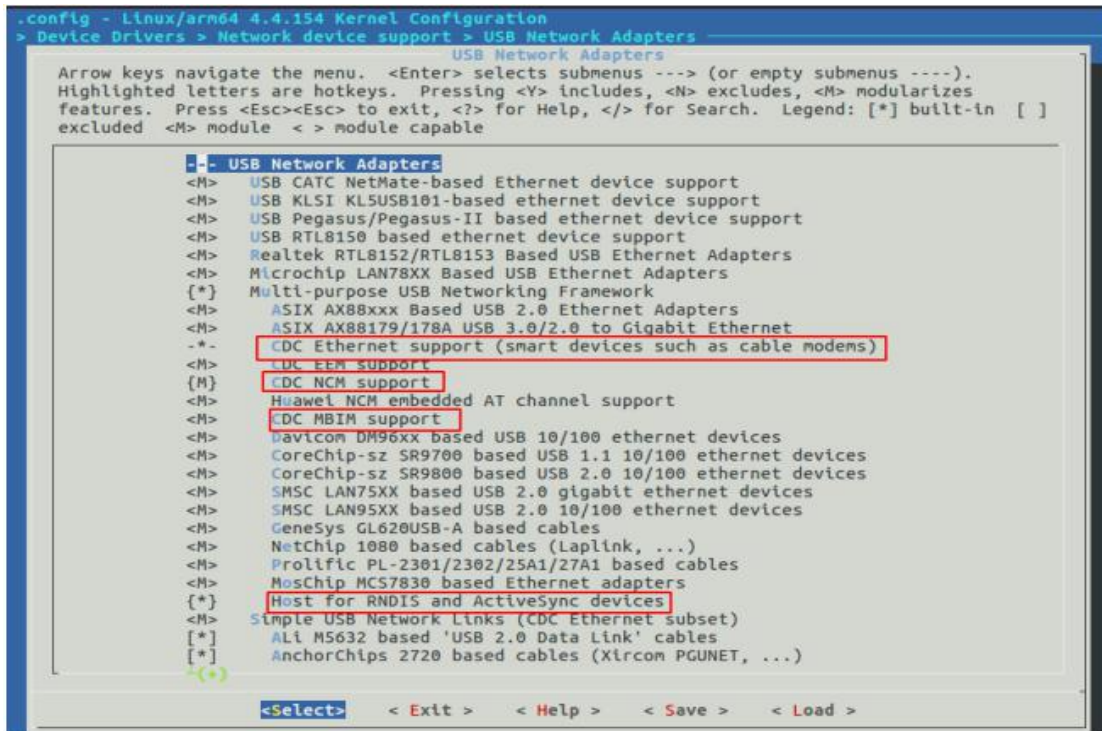 .config - Linux/arm64 4.4.154 Kernel Configuration
> Device Drivers > Network device support > USB Network Adapters
USB Network Adapters
Arrow keys navigate the menu.  <Enter> selects submenus ---> (or empty submenus ----).
Highlighted letters are hotkeys.  Pressing <Y> includes, <N> excludes, <M> modularizes
features.  Press <Esc><Esc> to exit, <?> for Help, </> for Search.  Legend: [*] built-in  [ ]
excluded  <M> module  < > module capable
--- USB Network Adapters
<M>   USB CATC NetMate-based Ethernet device support
<M>   USB KLSI KL5USB101-based ethernet device support
<M>   USB Pegasus/Pegasus-II based ethernet device support
<M>   USB RTL8150 based ethernet device support
<M>   Realtek RTL8152/RTL8153 Based USB Ethernet Adapters
<M>   Microchip LAN78XX Based USB Ethernet Adapters
{*}   Multi-purpose USB Networking Framework
<M>     ASIX AX88xxx Based USB 2.0 Ethernet Adapters
<M>     ASIX AX88179/178A USB 3.0/2.0 to Gigabit Ethernet
-*-     CDC Ethernet support (smart devices such as cable modems)
<M>     CDC EEM support
{M}     CDC NCM support
<M>     Huawei NCM embedded AT channel support
<M>     CDC MBIM support
<M>     Davicom DM96xx based USB 10/100 ethernet devices
<M>     CoreChip-sz SR9700 based USB 1.1 10/100 ethernet devices
<M>     CoreChip-sz SR9800 based USB 2.0 10/100 ethernet devices
<M>     SMSC LAN75XX based USB 2.0 gigabit ethernet devices
<M>     SMSC LAN95XX based USB 2.0 10/100 ethernet devices
<M>     GeneSys GL620USB-A based cables
<M>     NetChip 1080 based cables (Laplink, ...)
<M>     Prolific PL-2301/2302/25A1/27A1 based cables
<M>     MosChip MCS7830 based Ethernet adapters
{*}     Host for RNDIS and ActiveSync devices
<M>   Simple USB Network Links (CDC Ethernet subset)
[*]     ALi M5632 based 'USB 2.0 Data Link' cables
[*]     AnchorChips 2720 based cables (Xircom PGUNET, ...)
┴(+)
<Select>    < Exit >    < Help >    < Save >    < Load >